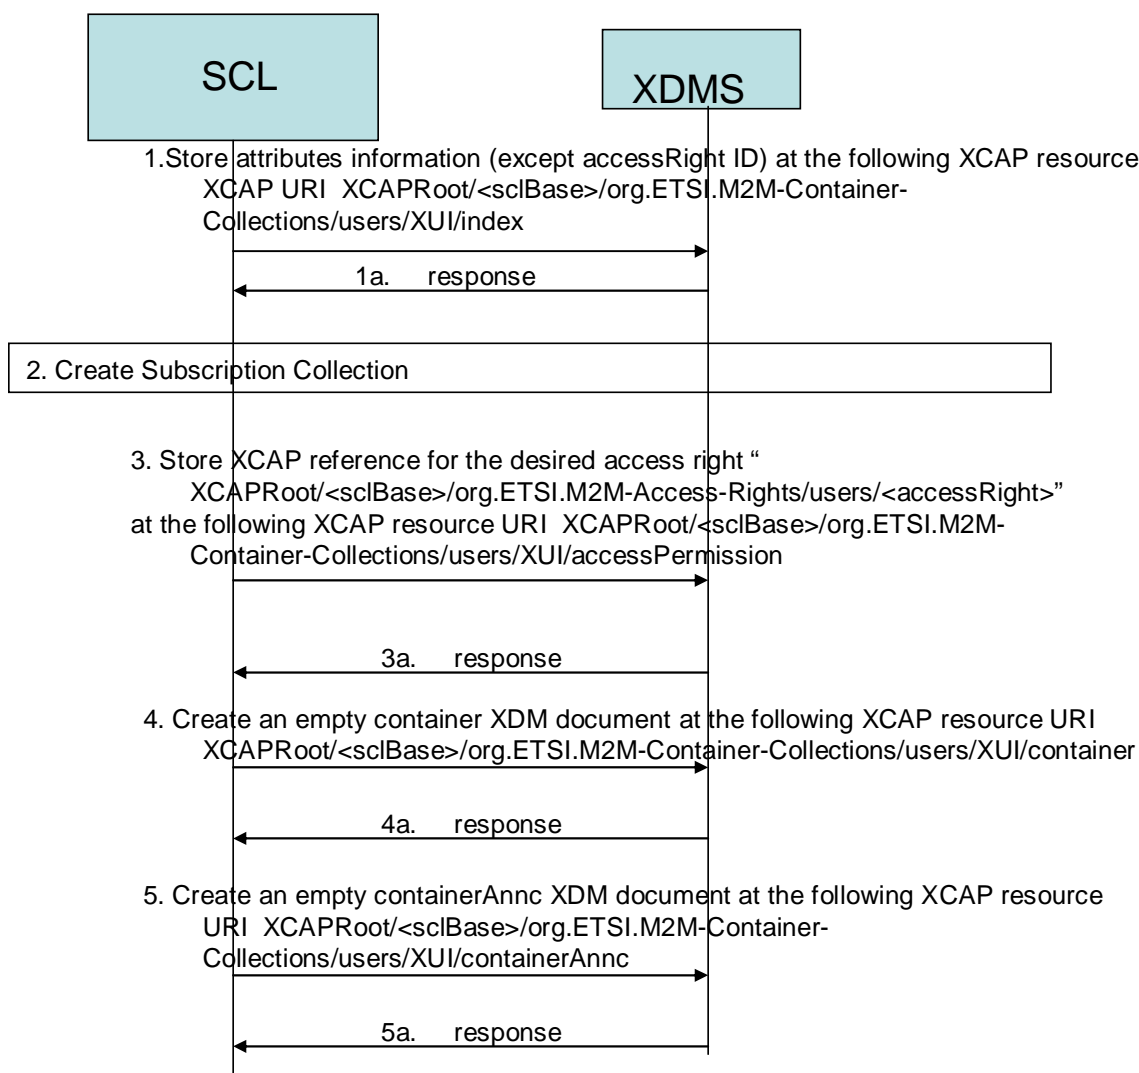 SCL
XDMS
1.Store attributes information (except accessRight ID) at the following XCAP resource
XCAP URI XCAPRoot/<sclBase>/org.ETSI.M2M-Container-
Collections/users/XUI/index
1a. response
2. Create Subscription Collection
3. Store XCAP reference for the desired access right “
XCAPRoot/<sclBase>/org.ETSI.M2M-Access-Rights/users/<accessRight>”
at the following XCAP resource URI XCAPRoot/<sclBase>/org.ETSI.M2M-
Container-Collections/users/XUI/accessPermission
3a. response
4. Create an empty container XDM document at the following XCAP resource URI
XCAPRoot/<sclBase>/org.ETSI.M2M-Container-Collections/users/XUI/container
4a. response
5. Create an empty containerAnnc XDM document at the following XCAP resource
URI XCAPRoot/<sclBase>/org.ETSI.M2M-Container-
Collections/users/XUI/containerAnnc
5a. response